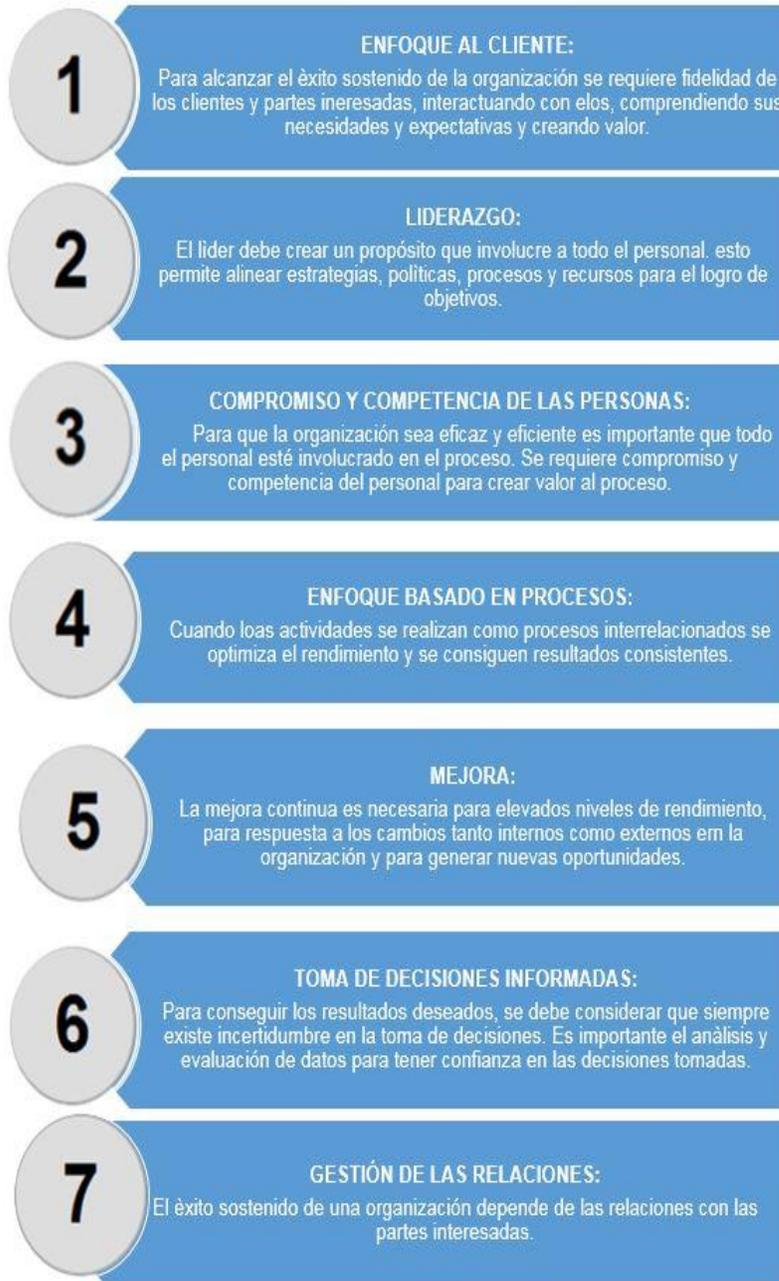 1
ENFOQUE AL CLIENTE:
Para alcanzar el èxito sostenido de la organización se requiere fidelidad de
los clientes y partes ineresadas, interactuando con elos, comprendiendo sus
necesidades y expectativas y creando valor.
2
LIDERAZGO:
El lider debe crear un propósito que involucre a todo el personal. esto
permite alinear estrategias, políticas, procesos y recursos para el logro de
objetivos.
3
COMPROMISO Y COMPETENCIA DE LAS PERSONAS:
Para que la organización sea eficaz y eficiente es importante que todo
el personal esté involucrado en el proceso. Se requiere compromiso y
competencia del personal para crear valor al proceso.
4
ENFOQUE BASADO EN PROCESOS:
Cuando loas actividades se realizan como procesos interrelacionados se
optimiza el rendimiento y se consiguen resultados consistentes.
5
MEJORA:
La mejora continua es necesaria para elevados niveles de rendimiento,
para respuesta a los cambios tanto internos como externos ern la
organización y para generar nuevas oportunidades.
6
TOMA DE DECISIONES INFORMADAS:
Para conseguir los resultados deseados, se debe considerar que siempre
existe incertidumbre en la toma de decisiones. Es importante el anàlisis y
evaluación de datos para tener confianza en las decisiones tomadas.
7
GESTIÓN DE LAS RELACIONES:
El èxito sostenido de una organización depende de las relaciones con las
partes interesadas.